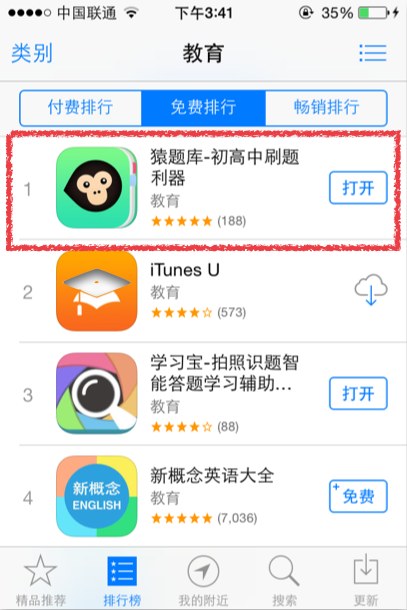 中国联通 下午3:41 35%
类别 教育
付费排行 免费排行 畅销排行
1
猿题库-初高中刷题
利器
教育
(188)
打开
2
iTunes U
教育
(573)
3
学习宝-拍照识题智
能答题学习辅助...
教育
(88)
打开
4
新概念
ENGLISH
新概念英语大全
教育
(7,036)
+免费
精品推荐 排行榜 我的附近 搜索 更新